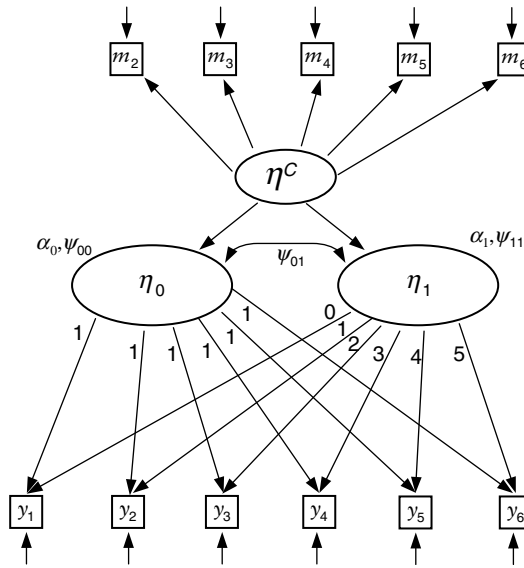 m₂ m₃ m₄ m₅ m₆
η^C
α₀,ψ₀₀ α₁,ψ₁₁
ψ₀₁
η₀ η₁
1 1 1 1 1 1 0 1 2 3 4 5
y₁ y₂ y₃ y₄ y₅ y₆